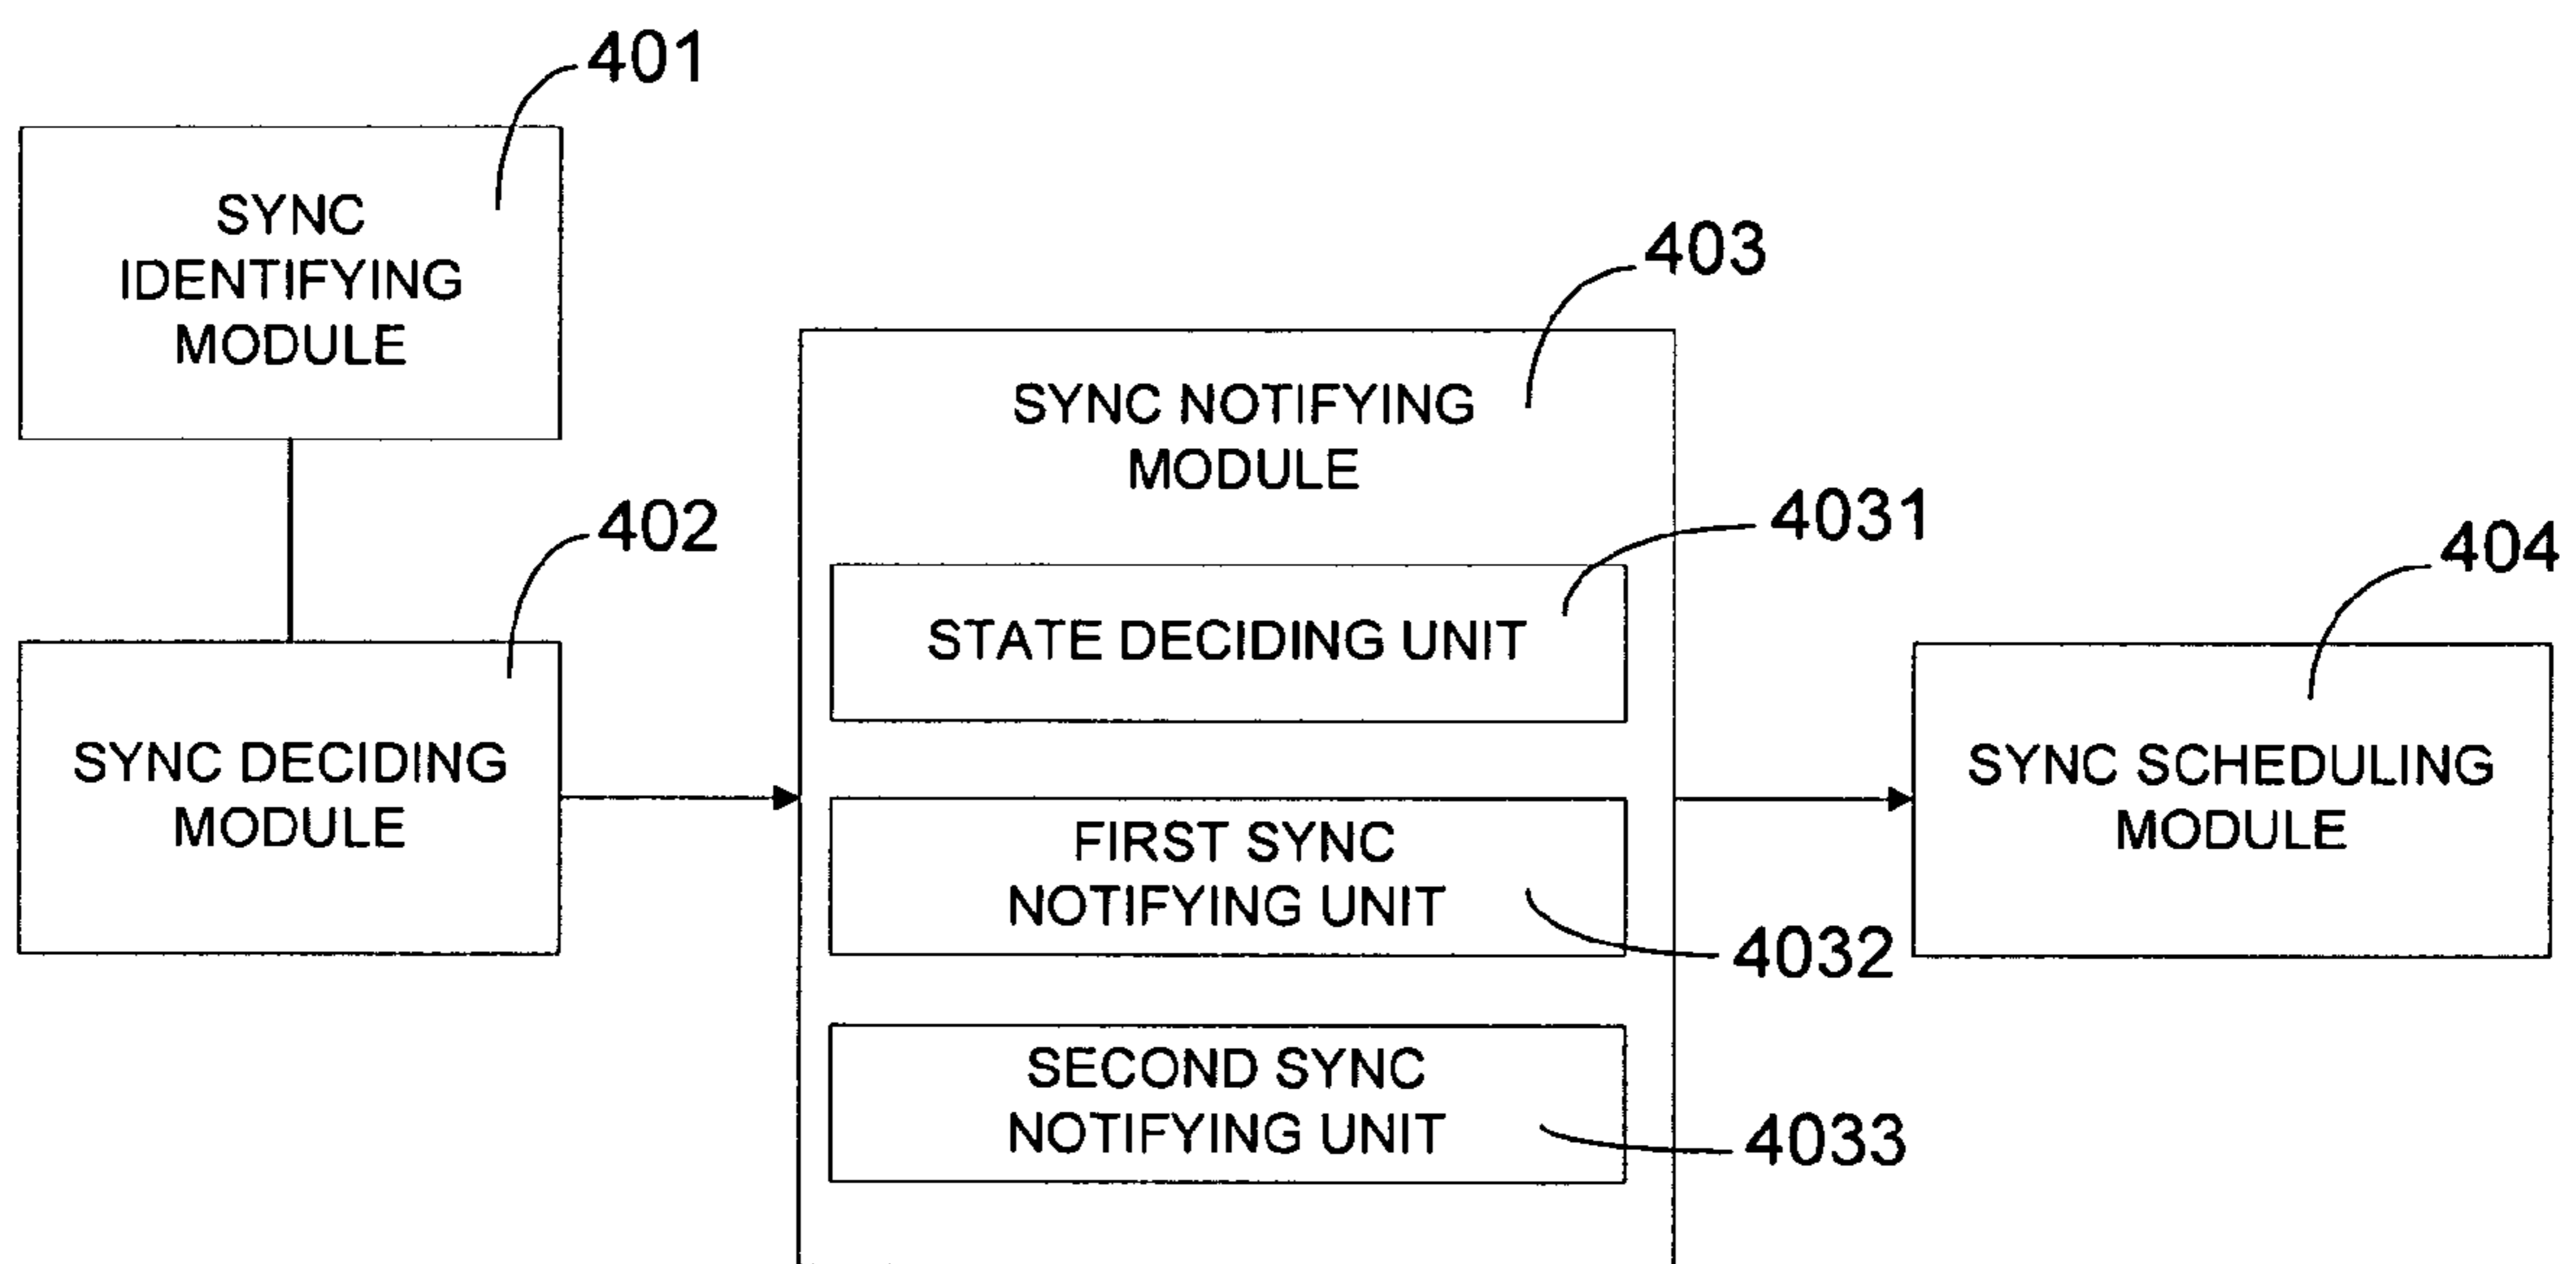 401
SYNC
IDENTIFYING
MODULE
403
SYNC NOTIFYING
MODULE
402
4031
404
STATE DECIDING UNIT
SYNC DECIDING
MODULE
SYNC SCHEDULING
MODULE
FIRST SYNC
NOTIFYING UNIT
4032
SECOND SYNC
NOTIFYING UNIT
4033